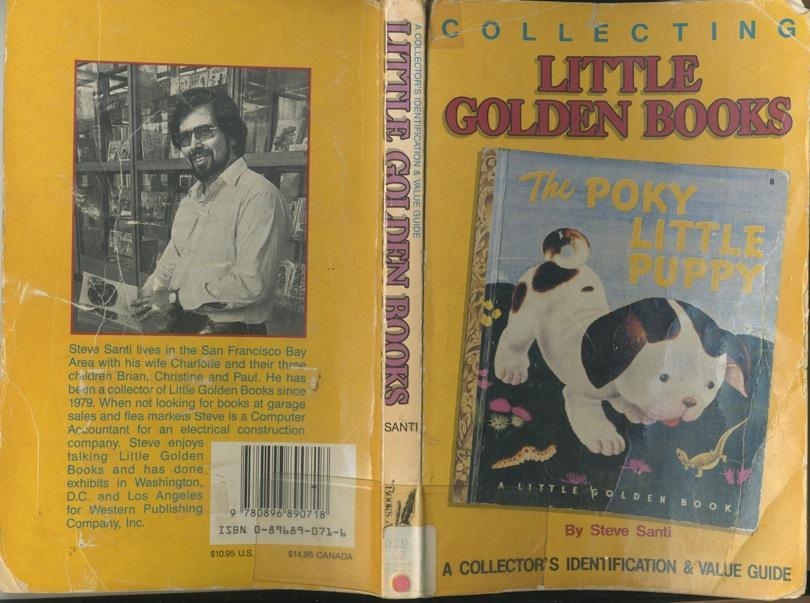 Steve Santi lives in the San Francisco Bay
Area with his wife Charlotte and their three
children Brian, Christine and Paul. He has
been a collector of Little Golden Books since
1979. When not looking for books at garage
sales and flea markets Steve is a Computer
Accountant for an electrical construction
company. Steve enjoys
talking Little Golden
Books and has done
exhibits in Washington,
D.C. and Los Angeles
for Western Publishing
Company, Inc.
9 780896 890718
ISBN 0-89689-071-6
$10.95 U.S. $14.95 CANADA
A COLLECTOR'S IDENTIFICATION & VALUE GUIDE
LITTLE GOLDEN BOOKS
SANTI
BOOKS
COLLECTING
LITTLE
GOLDEN BOOKS
8
The POKY
LITTLE
PUPPY
A LITTLE GOLDEN BOOK
By Steve Santi
A COLLECTOR'S IDENTIFICATION & VALUE GUIDE